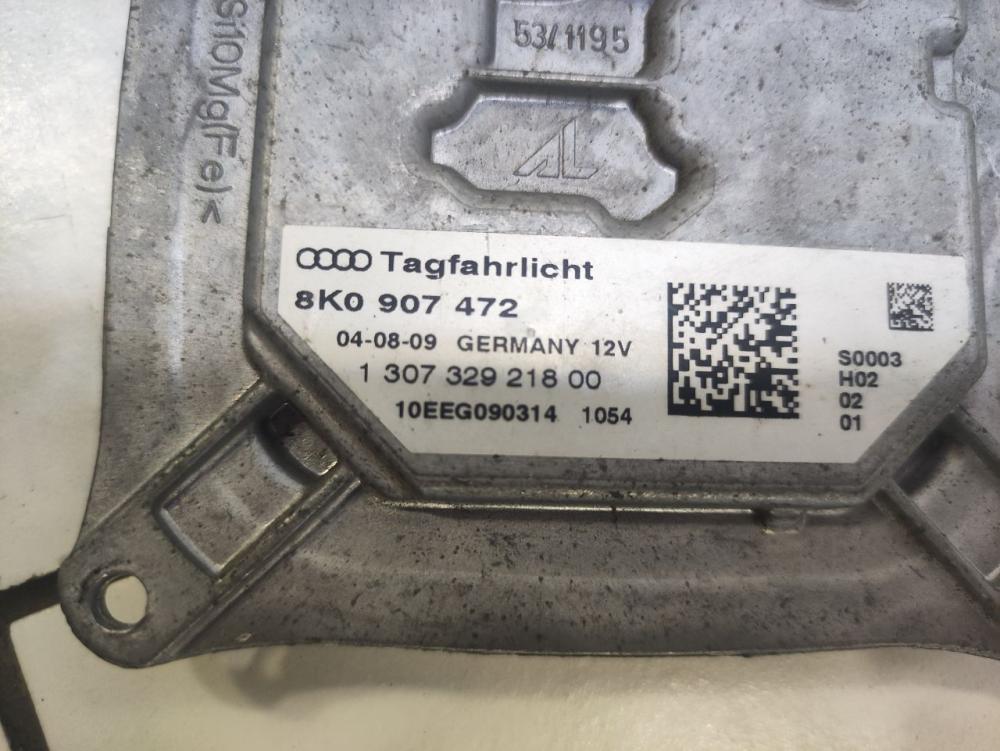 53/1195
Si10Mg(Fe)<
AL
Tagfahrlicht
8K0 907 472
04-08-09 GERMANY 12V
1 307 329 218 00
10EEG090314 1054
S0003
H02
02
01